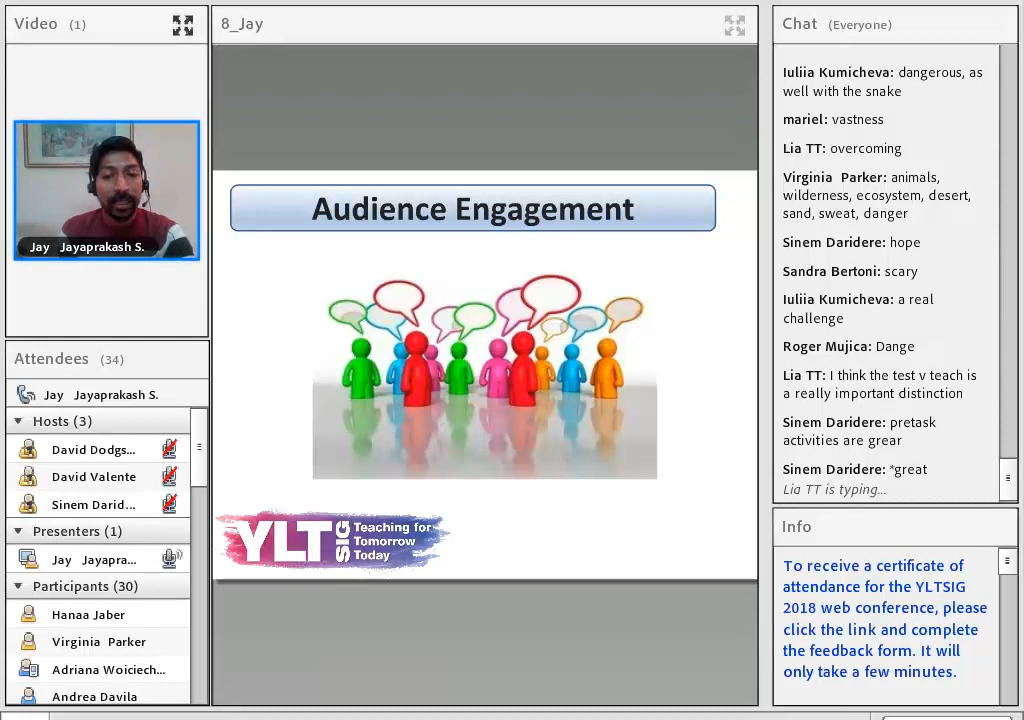 Video (1)
Jay Jayaprakash S.
Attendees (34)
Jay Jayaprakash S.
Hosts (3)
David Dodgs...
David Valente
Sinem Darid...
Presenters (1)
Jay Jayapra...
Participants (30)
Hanaa Jaber
Virginia Parker
Adriana Woiciech...
Andrea Davila
8_Jay
Audience Engagement
YLT SIG
Teaching for
Tomorrow
Today
Chat (Everyone)
Iuliia Kumicheva: dangerous, as
well with the snake
mariel: vastness
Lia TT: overcoming
Virginia Parker: animals,
wilderness, ecosystem, desert,
sand, sweat, danger
Sinem Daridere: hope
Sandra Bertoni: scary
Iuliia Kumicheva: a real
challenge
Roger Mujica: Dange
Lia TT: I think the test v teach is
a really important distinction
Sinem Daridere: pretask
activities are grear
Sinem Daridere: *great
Lia TT is typing...
Info
To receive a certificate of
attendance for the YLTSIG
2018 web conference, please
click the link and complete
the feedback form. It will
only take a few minutes.